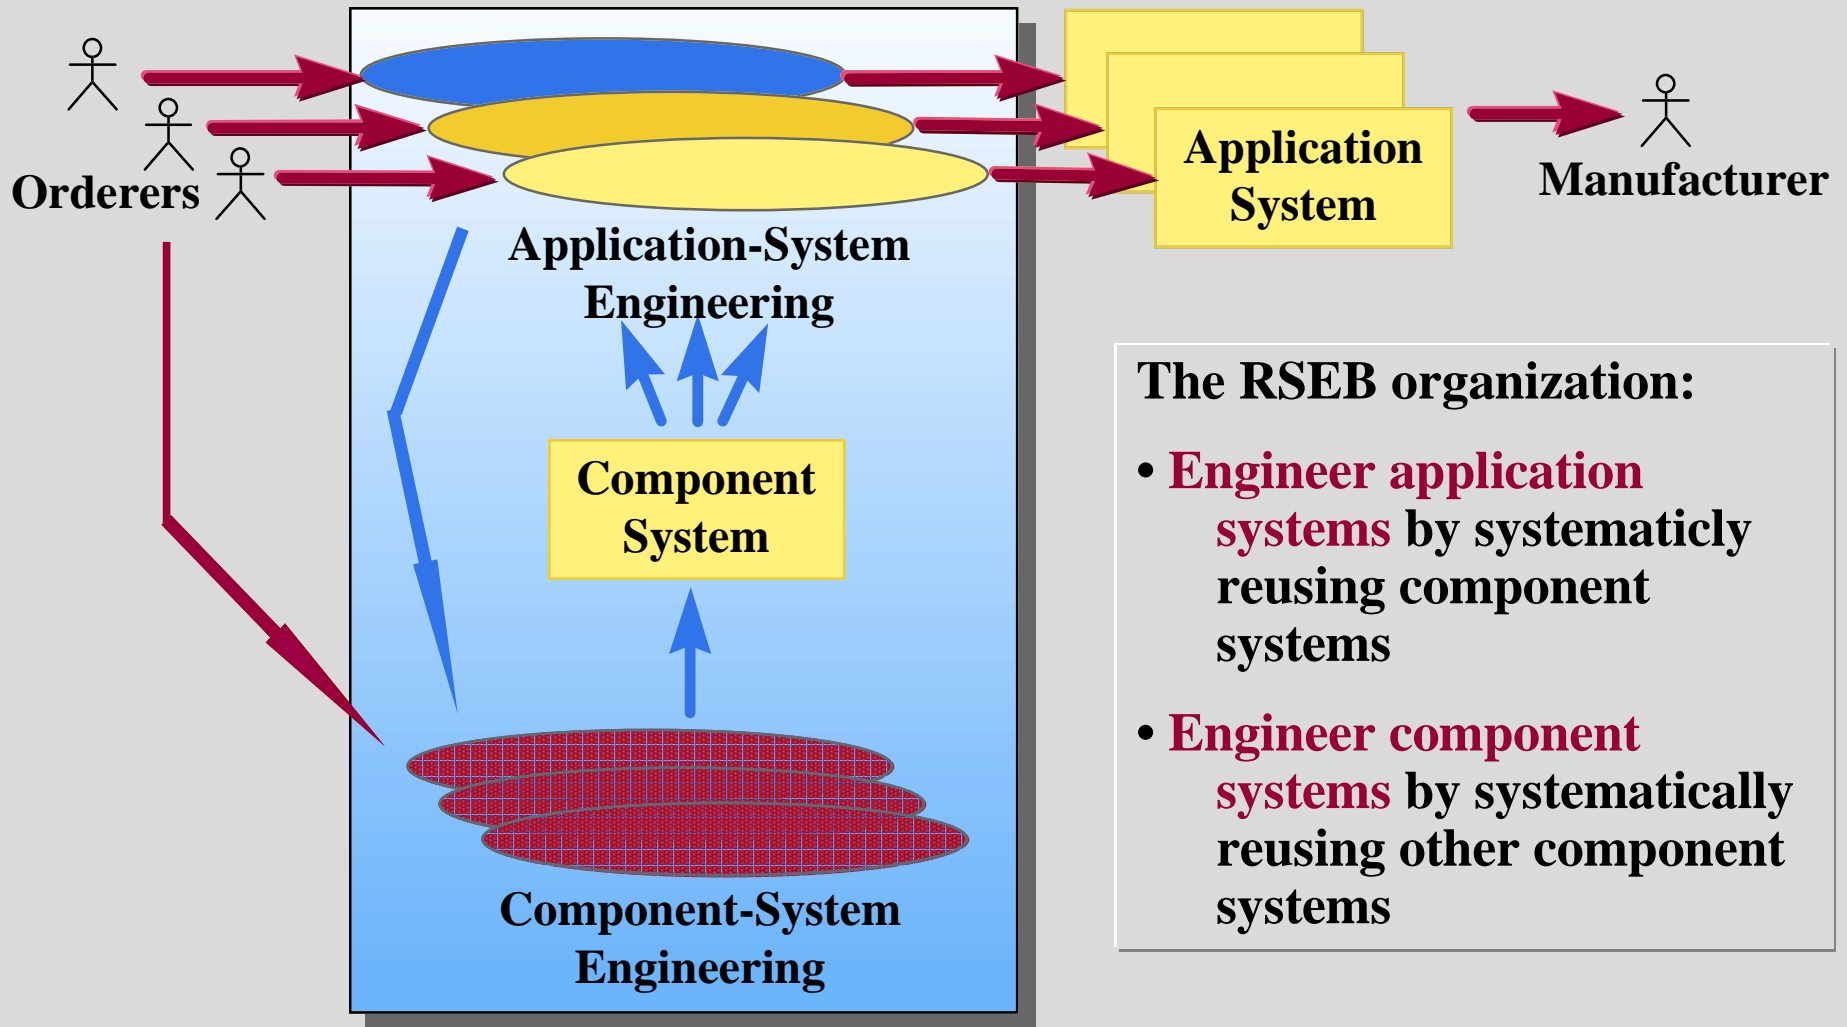 Orderers
Application-System
Engineering
Component
System
Component-System
Engineering
Application
System
Manufacturer
The RSEB organization:
• Engineer application
systems by systematicly
reusing component
systems
• Engineer component
systems by systematically
reusing other component
systems